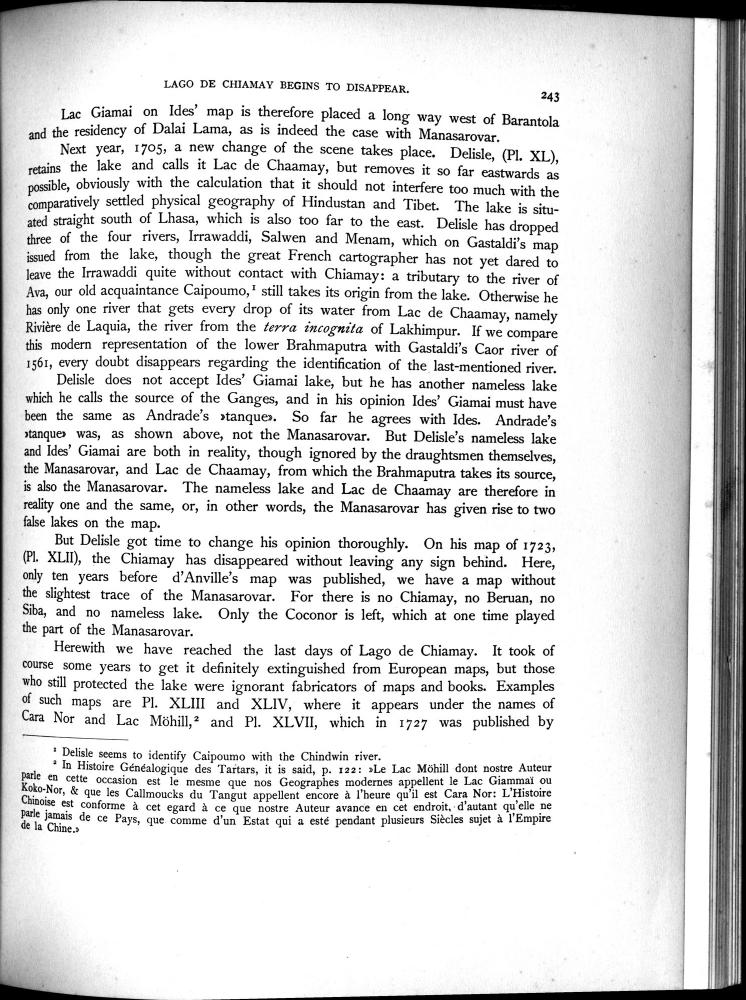 LAGO DE CHIAMAY BEGINS TO DISAPPEAR.
243
Lac Giamai on Ides' map is therefore placed a long way west of Barantola
and the residency of Dalai Lama, as is indeed the case with Manasarovar.
Next year, 1705, a new change of the scene takes place. Delisle, (Pl. XL),
retains the lake and calls it Lac de Chaamay, but removes it so far eastwards as
possible, obviously with the calculation that it should not interfere too much with the
comparatively settled physical geography of Hindustan and Tibet. The lake is situ-
ated straight south of Lhasa, which is also too far to the east. Delisle has dropped
three of the four rivers, Irrawaddi, Salwen and Menam, which on Gastaldi's map
issued from the lake, though the great French cartographer has not yet dared to
leave the Irrawaddi quite without contact with Chiamay: a tributary to the river of
Ava, our old acquaintance Caipoumo,¹ still takes its origin from the lake. Otherwise he
has only one river that gets every drop of its water from Lac de Chaamay, namely
Rivière de Laquia, the river from the terra incognita of Lakhimpur. If we compare
this modern representation of the lower Brahmaputra with Gastaldi's Caor river of
1561, every doubt disappears regarding the identification of the last-mentioned river.
Delisle does not accept Ides' Giamai lake, but he has another nameless lake
which he calls the source of the Ganges, and in his opinion Ides' Giamai must have
been the same as Andrade's »tanque». So far he agrees with Ides. Andrade's
»tanque» was, as shown above, not the Manasarovar. But Delisle's nameless lake
and Ides' Giamai are both in reality, though ignored by the draughtsmen themselves,
the Manasarovar, and Lac de Chaamay, from which the Brahmaputra takes its source,
is also the Manasarovar. The nameless lake and Lac de Chaamay are therefore in
reality one and the same, or, in other words, the Manasarovar has given rise to two
false lakes on the map.
But Delisle got time to change his opinion thoroughly. On his map of 1723,
(Pl. XLII), the Chiamay has disappeared without leaving any sign behind. Here,
only ten years before d'Anville's map was published, we have a map without
the slightest trace of the Manasarovar. For there is no Chiamay, no Beruan, no
Siba, and no nameless lake. Only the Coconor is left, which at one time played
the part of the Manasarovar.
Herewith we have reached the last days of Lago de Chiamay. It took of
course some years to get it definitely extinguished from European maps, but those
who still protected the lake were ignorant fabricators of maps and books. Examples
of such maps are Pl. XLIII and XLIV, where it appears under the names of
Cara Nor and Lac Möhill,² and Pl. XLVII, which in 1727 was published by
¹ Delisle seems to identify Caipoumo with the Chindwin river.
² In Histoire Généalogique des Tartars, it is said, p. 122: »Le Lac Möhill dont nostre Auteur
parle en cette occasion est le mesme que nos Geographes modernes appellent le Lac Giammaï ou
Koko-Nor, & que les Callmoucks du Tangut appellent encore à l'heure qu'il est Cara Nor: L'Histoire
Chinoise est conforme à cet egard à ce que nostre Auteur avance en cet endroit, d'autant qu'elle ne
parle jamais de ce Pays, que comme d'un Estat qui a esté pendant plusieurs Siècles sujet à l'Empire
de la Chine.»